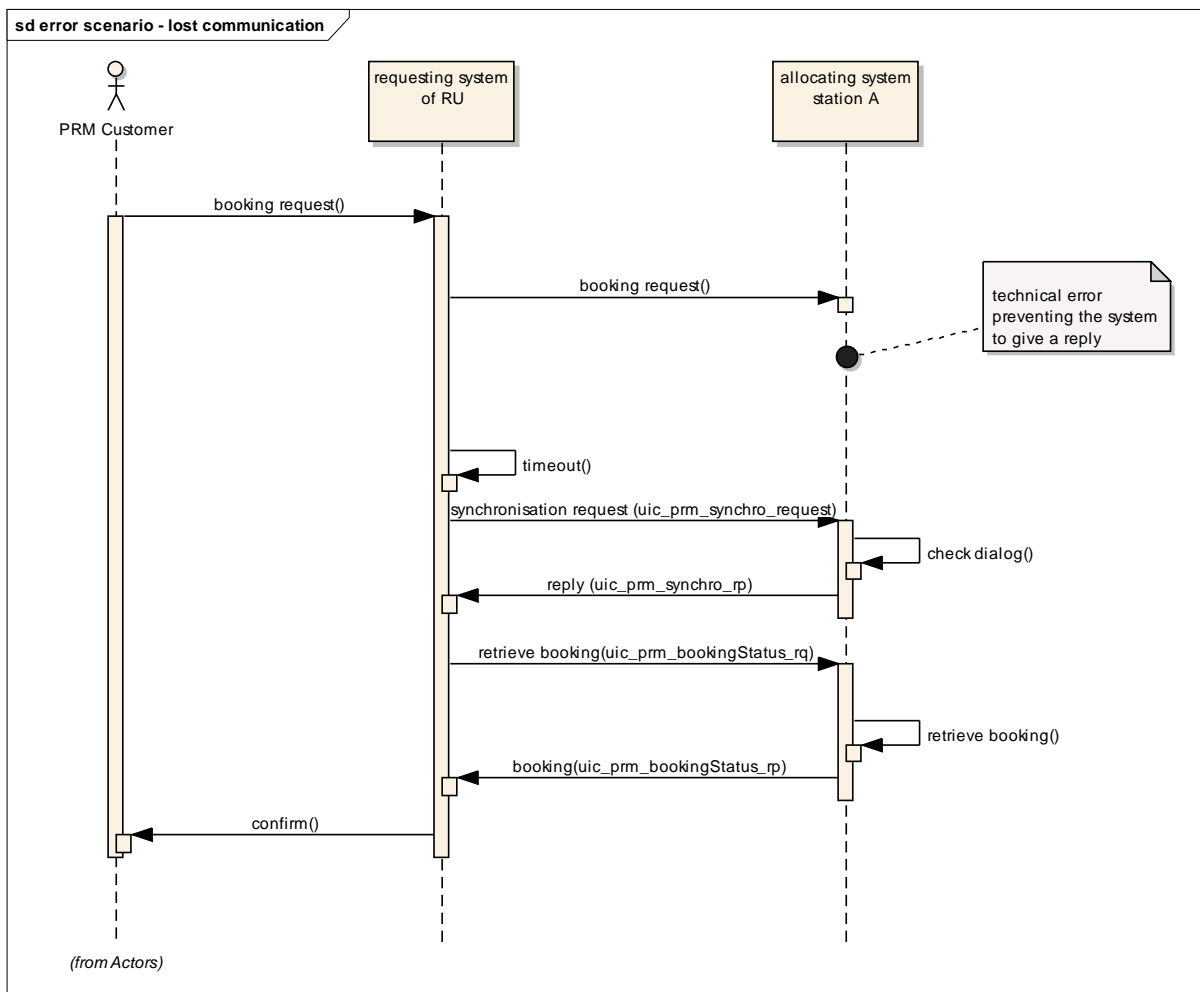 sd error scenario - lost communication
PRM Customer
requesting system
of RU
allocating system
station A
booking request()
booking request()
technical error
preventing the system
to give a reply
timeout()
synchronisation request (uic_prm_synchro_request)
check dialog()
reply (uic_prm_synchro_rp)
retrieve booking(uic_prm_bookingStatus_rq)
retrieve booking()
booking(uic_prm_bookingStatus_rp)
confirm()
(from Actors)